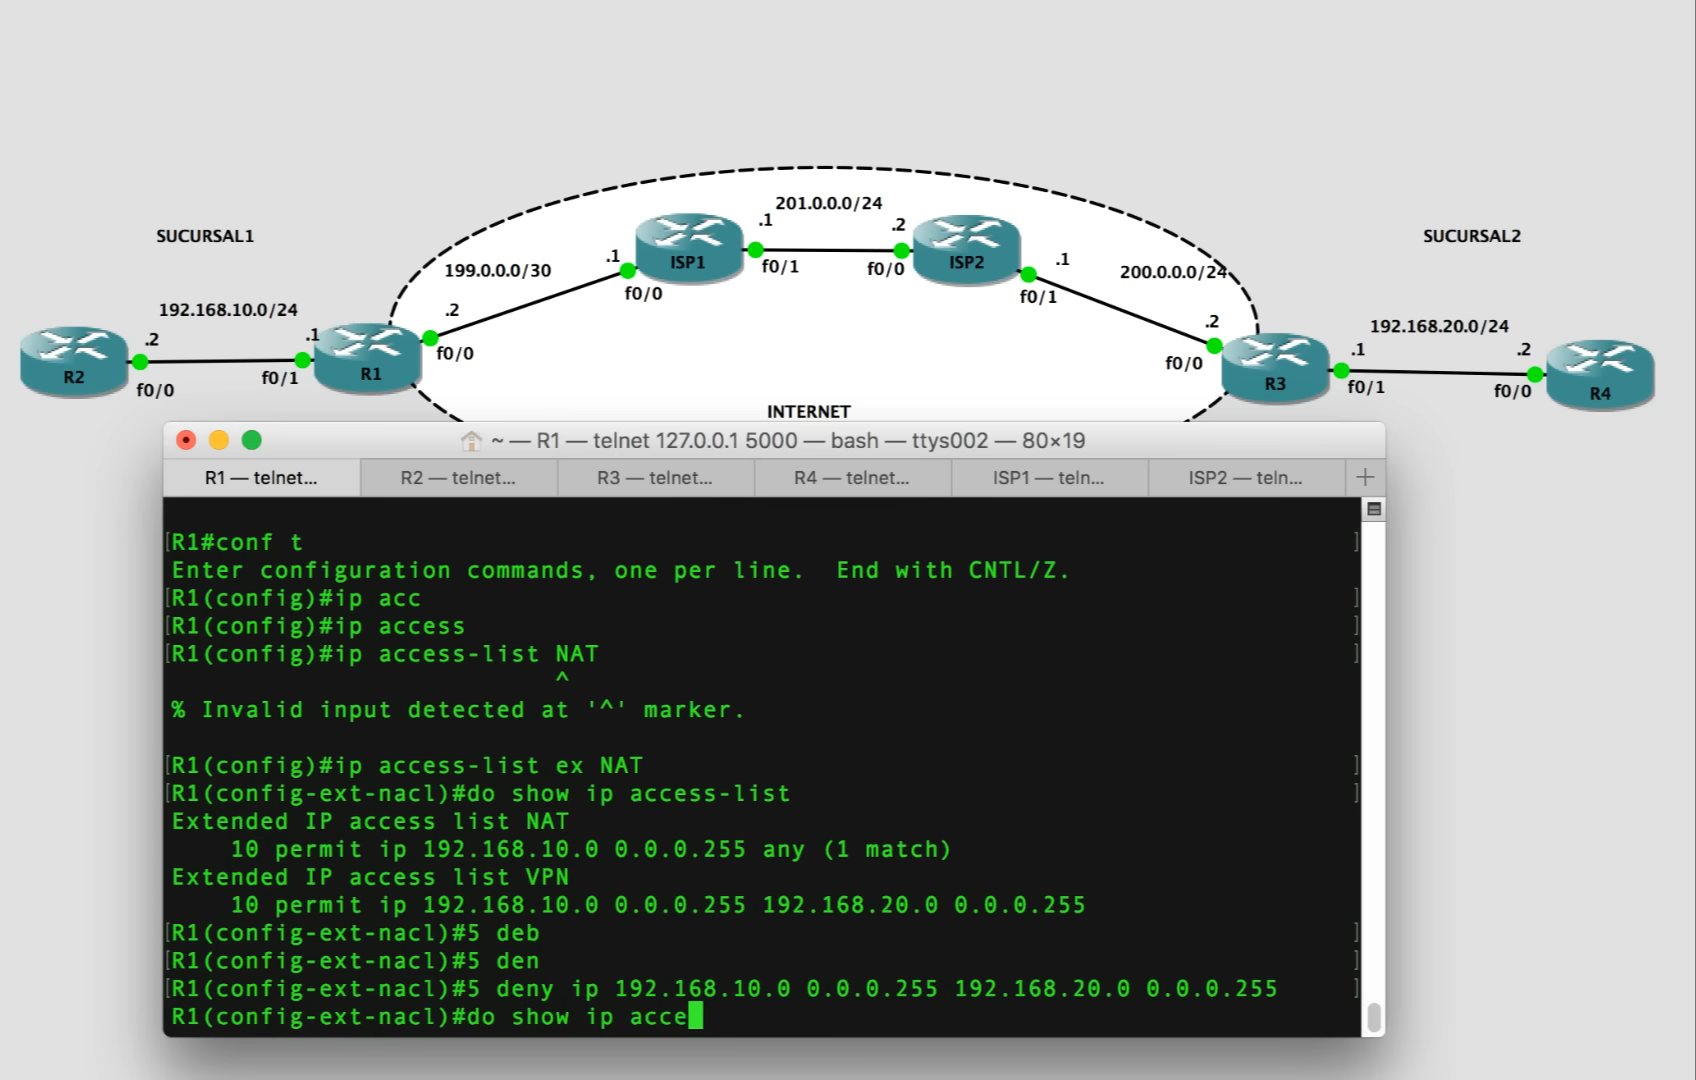 201.0.0.0/24
.1
.2
SUCURSAL1
SUCURSAL2
ISP1
ISP2
f0/1
f0/0
.1
f0/0
.1
f0/1
199.0.0.0/30
200.0.0.0/24
192.168.10.0/24
.2
.2
192.168.20.0/24
.2
.1
.1
.2
f0/0
f0/0
R2
R1
R3
R4
f0/0
f0/1
f0/1
f0/0
INTERNET
~ — R1 — telnet 127.0.0.1 5000 — bash — ttys002 — 80×19
R1 — telnet... R2 — telnet... R3 — telnet... R4 — telnet... ISP1 — teln... ISP2 — teln... +
[R1#conf t ]
Enter configuration commands, one per line.  End with CNTL/Z.
[R1(config)#ip acc ]
[R1(config)#ip access ]
[R1(config)#ip access-list NAT ]
^
% Invalid input detected at '^' marker.
[R1(config)#ip access-list ex NAT ]
[R1(config-ext-nacl)#do show ip access-list ]
Extended IP access list NAT
10 permit ip 192.168.10.0 0.0.0.255 any (1 match)
Extended IP access list VPN
10 permit ip 192.168.10.0 0.0.0.255 192.168.20.0 0.0.0.255
[R1(config-ext-nacl)#5 deb ]
[R1(config-ext-nacl)#5 den ]
[R1(config-ext-nacl)#5 deny ip 192.168.10.0 0.0.0.255 192.168.20.0 0.0.0.255 ]
R1(config-ext-nacl)#do show ip acce